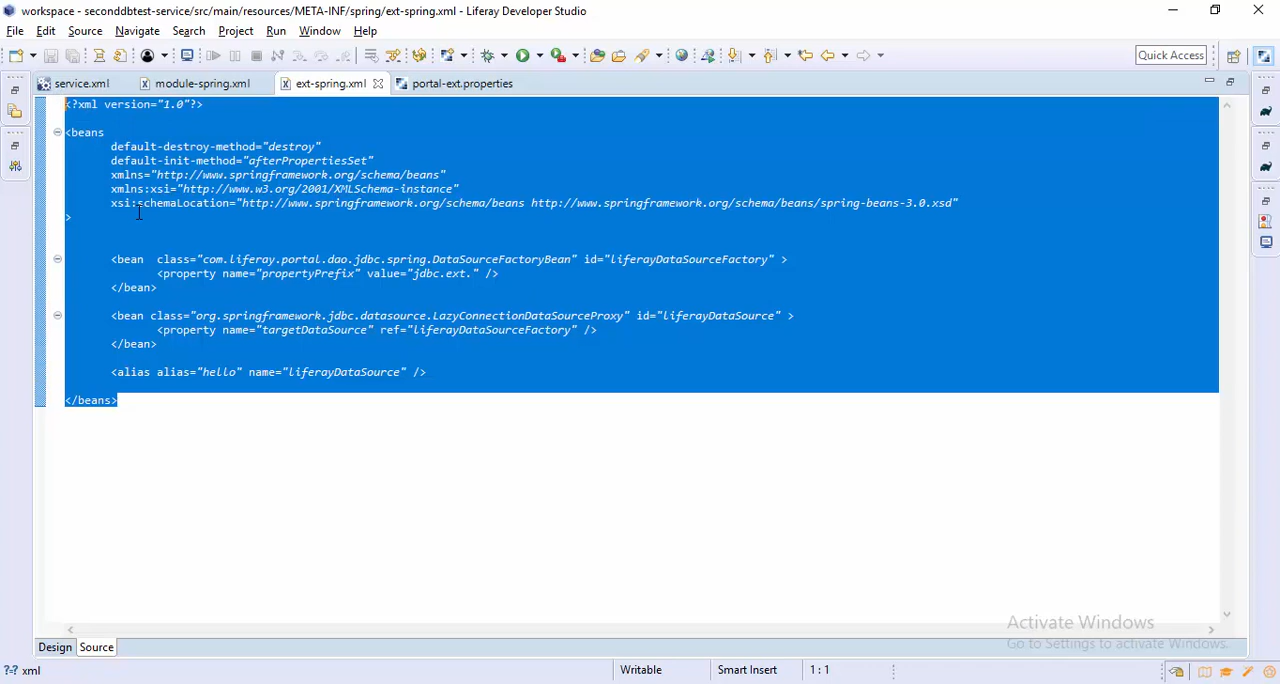 workspace - seconddbtest-service/src/main/resources/META-INF/spring/ext-spring.xml - Liferay Developer Studio
File Edit Source Navigate Search Project Run Window Help
Quick Access
service.xml module-spring.xml ext-spring.xml portal-ext.properties
<?xml version="1.0"?>
<beans
default-destroy-method="destroy"
default-init-method="afterPropertiesSet"
xmlns="http://www.springframework.org/schema/beans"
xmlns:xsi="http://www.w3.org/2001/XMLSchema-instance"
xsi:schemaLocation="http://www.springframework.org/schema/beans http://www.springframework.org/schema/beans/spring-beans-3.0.xsd"
>
<bean  class="com.liferay.portal.dao.jdbc.spring.DataSourceFactoryBean" id="liferayDataSourceFactory" >
<property name="propertyPrefix" value="jdbc.ext." />
</bean>
<bean class="org.springframework.jdbc.datasource.LazyConnectionDataSourceProxy" id="liferayDataSource" >
<property name="targetDataSource" ref="liferayDataSourceFactory" />
</bean>
<alias alias="hello" name="liferayDataSource" />
</beans>
Activate Windows
Go to Settings to activate Windows.
Design Source
xml Writable Smart Insert 1 : 1